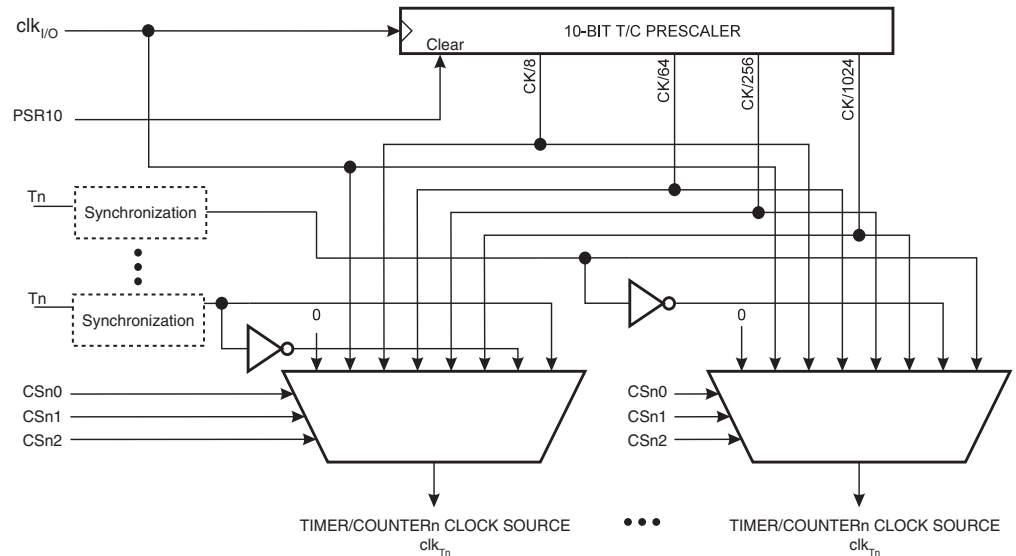 clkI/O
10-BIT T/C PRESCALER
Clear
CK/8
CK/64
CK/256
CK/1024
PSR10
Tn
Synchronization
Tn
Synchronization
0
0
CSn0
CSn1
CSn2
CSn0
CSn1
CSn2
TIMER/COUNTERn CLOCK SOURCE
clkTn
TIMER/COUNTERn CLOCK SOURCE
clkTn